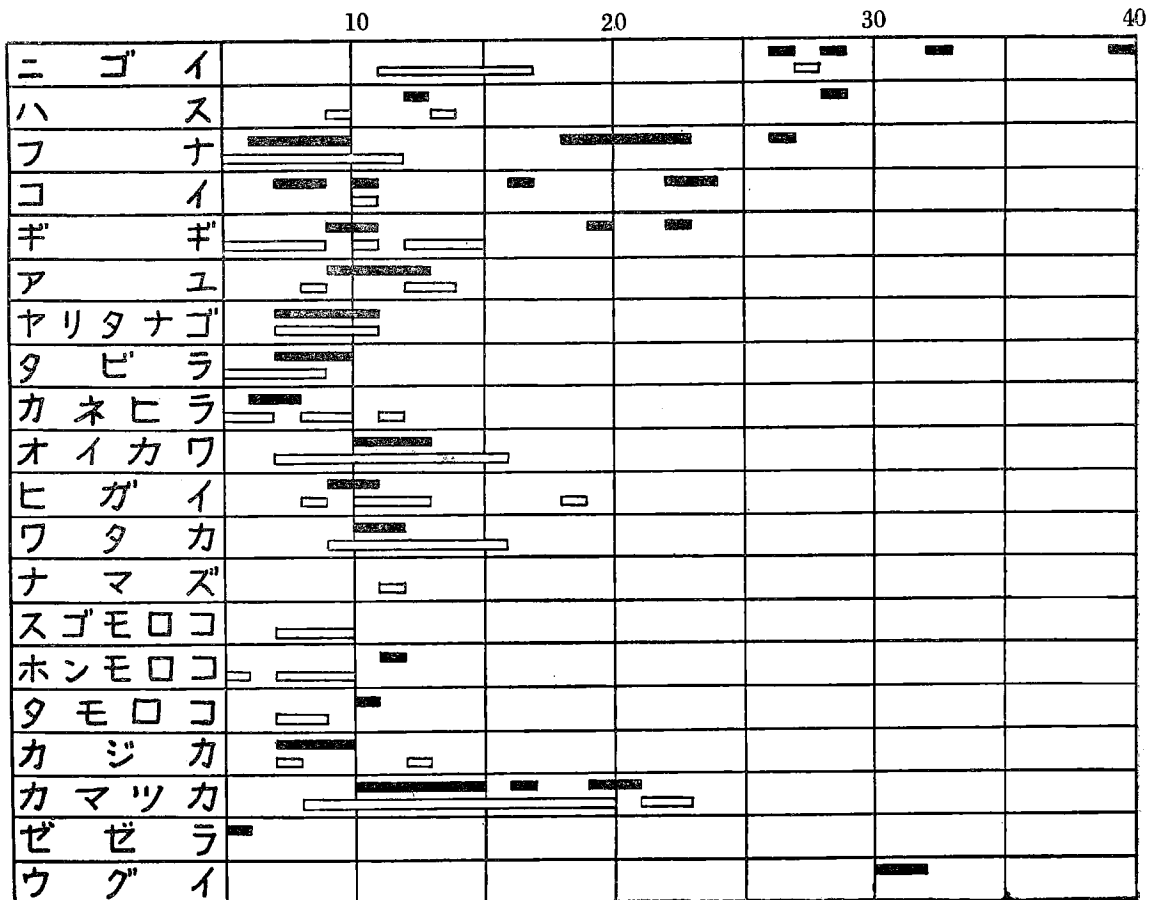 10 20 30 40
ニゴイ
ハス
フナ
コイ
ギギ
アユ
ヤリタナゴ
タビラ
カネヒラ
オイカワ
ヒガイ
ワタカ
ナマズ
スゴモロコ
ホンモロコ
タモロコ
カジカ
カマツカ
ゼゼラ
ウグイ